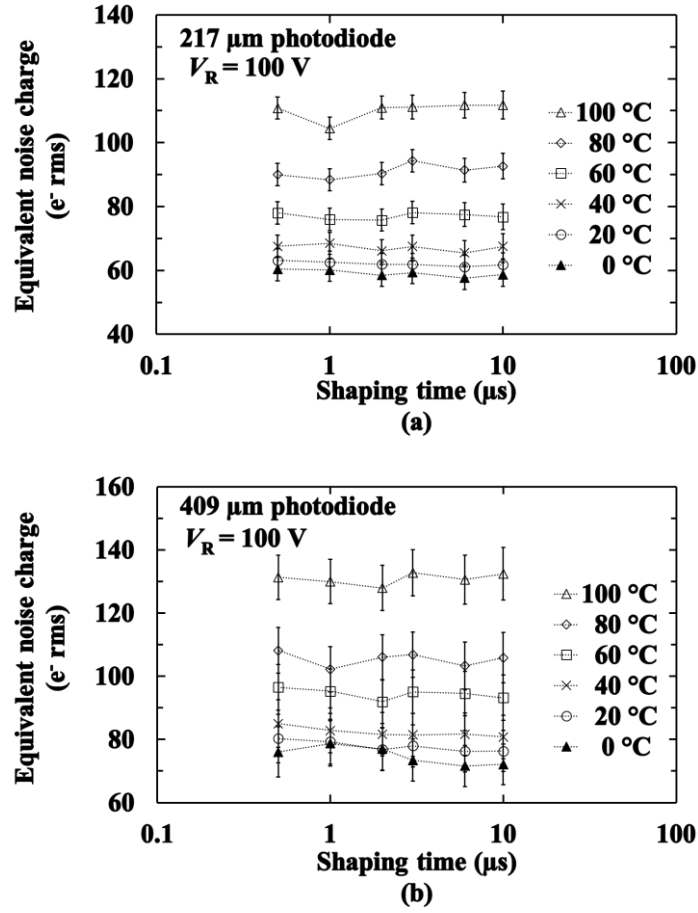 140
217 µm photodiode
V_R = 100 V
120
100
80
60
40
100 °C
80 °C
60 °C
40 °C
20 °C
0 °C
Equivalent noise charge
(e⁻ rms)
0.1 1 10 100
Shaping time (µs)
(a)
160
409 µm photodiode
V_R = 100 V
140
120
100
80
60
100 °C
80 °C
60 °C
40 °C
20 °C
0 °C
Equivalent noise charge
(e⁻ rms)
0.1 1 10 100
Shaping time (µs)
(b)